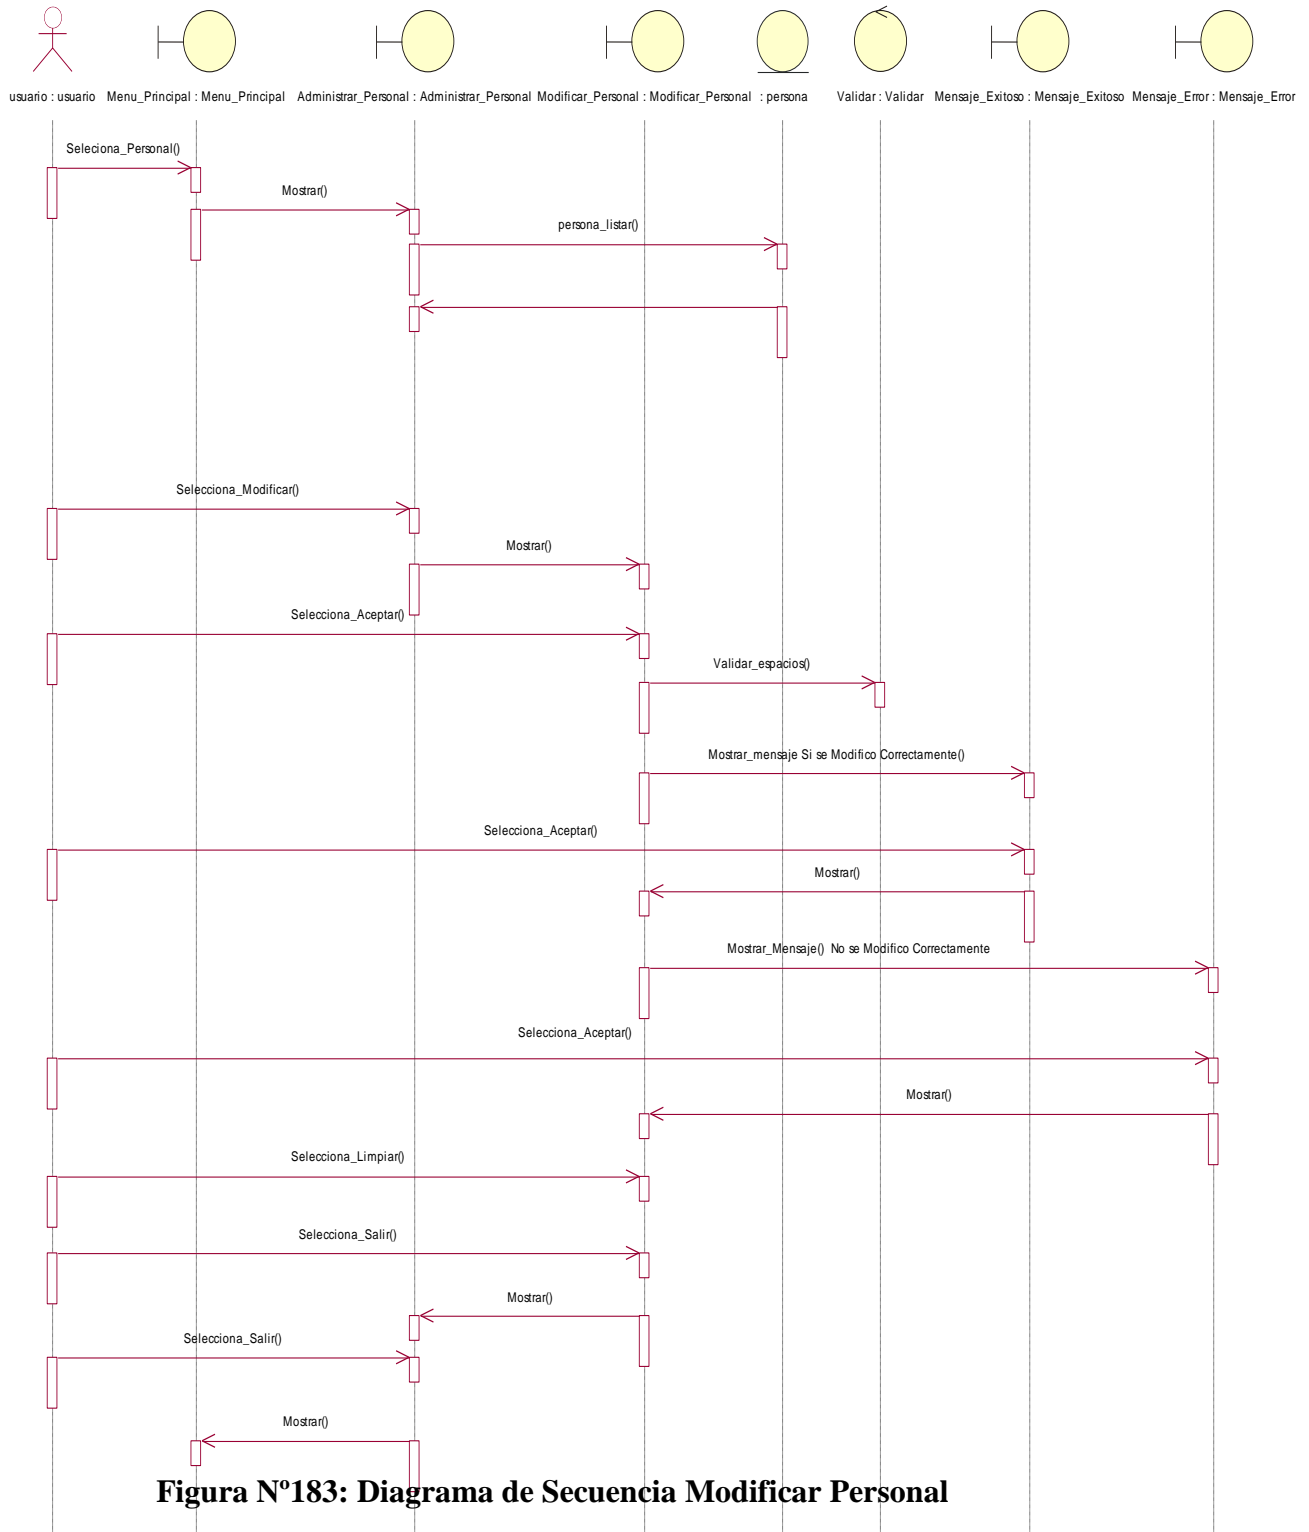 usuario : usuario Menu_Principal : Menu_Principal Administrar_Personal : Administrar_Personal Modificar_Personal : Modificar_Personal : persona Validar : Validar Mensaje_Exitoso : Mensaje_Exitoso Mensaje_Error : Mensaje_Error
Seleciona_Personal()
Mostrar()
persona_listar()
Selecciona_Modificar()
Mostrar()
Selecciona_Aceptar()
Validar_espacios()
Mostrar_mensaje Si se Modifico Correctamente()
Selecciona_Aceptar()
Mostrar()
Mostrar_Mensaje() No se Modifico Correctamente
Selecciona_Aceptar()
Mostrar()
Selecciona_Limpiar()
Selecciona_Salir()
Mostrar()
Selecciona_Salir()
Mostrar()
Figura Nº183: Diagrama de Secuencia Modificar Personal